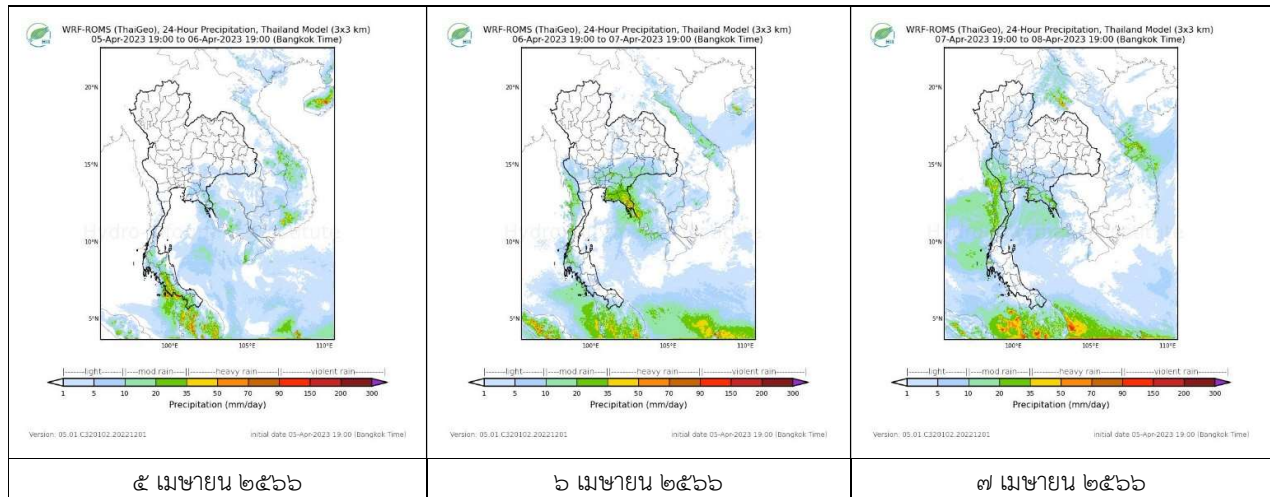 WRF-ROMS (ThaiGeo), 24-Hour Precipitation, Thailand Model (3x3 km)
05-Apr-2023 19:00 to 06-Apr-2023 19:00 (Bangkok Time)
20°N
15°N
10°N
5°N
100°E
105°E
110°E
|--------light--------||----mod rain----||------heavy rain------||------violent rain------|
1 5 10 20 35 50 70 90 150 200 300
Precipitation (mm/day)
Version: 05.01.C320102.20221201
initial date 05-Apr-2023 19:00 (Bangkok Time)
๕ เมษายน ๒๕๖๖
WRF-ROMS (ThaiGeo), 24-Hour Precipitation, Thailand Model (3x3 km)
06-Apr-2023 19:00 to 07-Apr-2023 19:00 (Bangkok Time)
20°N
15°N
10°N
5°N
100°E
105°E
110°E
|--------light--------||----mod rain----||------heavy rain------||------violent rain------|
1 5 10 20 35 50 70 90 150 200 300
Precipitation (mm/day)
Version: 05.01.C320102.20221201
initial date 05-Apr-2023 19:00 (Bangkok Time)
๖ เมษายน ๒๕๖๖
WRF-ROMS (ThaiGeo), 24-Hour Precipitation, Thailand Model (3x3 km)
07-Apr-2023 19:00 to 08-Apr-2023 19:00 (Bangkok Time)
20°N
15°N
10°N
5°N
100°E
105°E
110°E
|--------light--------||----mod rain----||------heavy rain------||------violent rain------|
1 5 10 20 35 50 70 90 150 200 300
Precipitation (mm/day)
Version: 05.01.C320102.20221201
initial date 05-Apr-2023 19:00 (Bangkok Time)
๗ เมษายน ๒๕๖๖